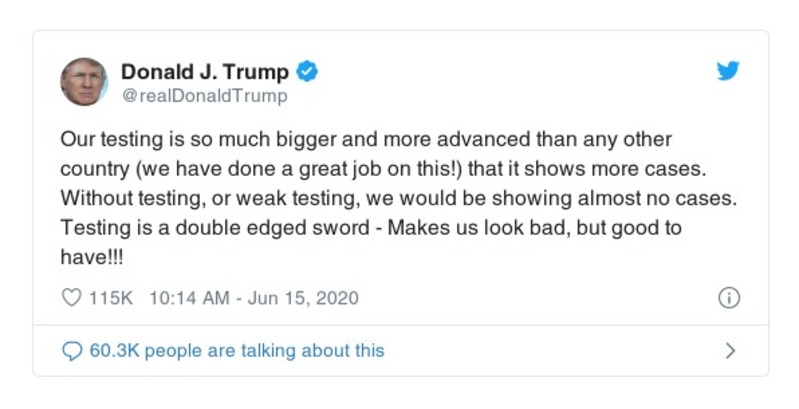 Donald J. Trump
@realDonaldTrump
Our testing is so much bigger and more advanced than any other
country (we have done a great job on this!) that it shows more cases.
Without testing, or weak testing, we would be showing almost no cases.
Testing is a double edged sword - Makes us look bad, but good to
have!!!
115K 10:14 AM - Jun 15, 2020
60.3K people are talking about this